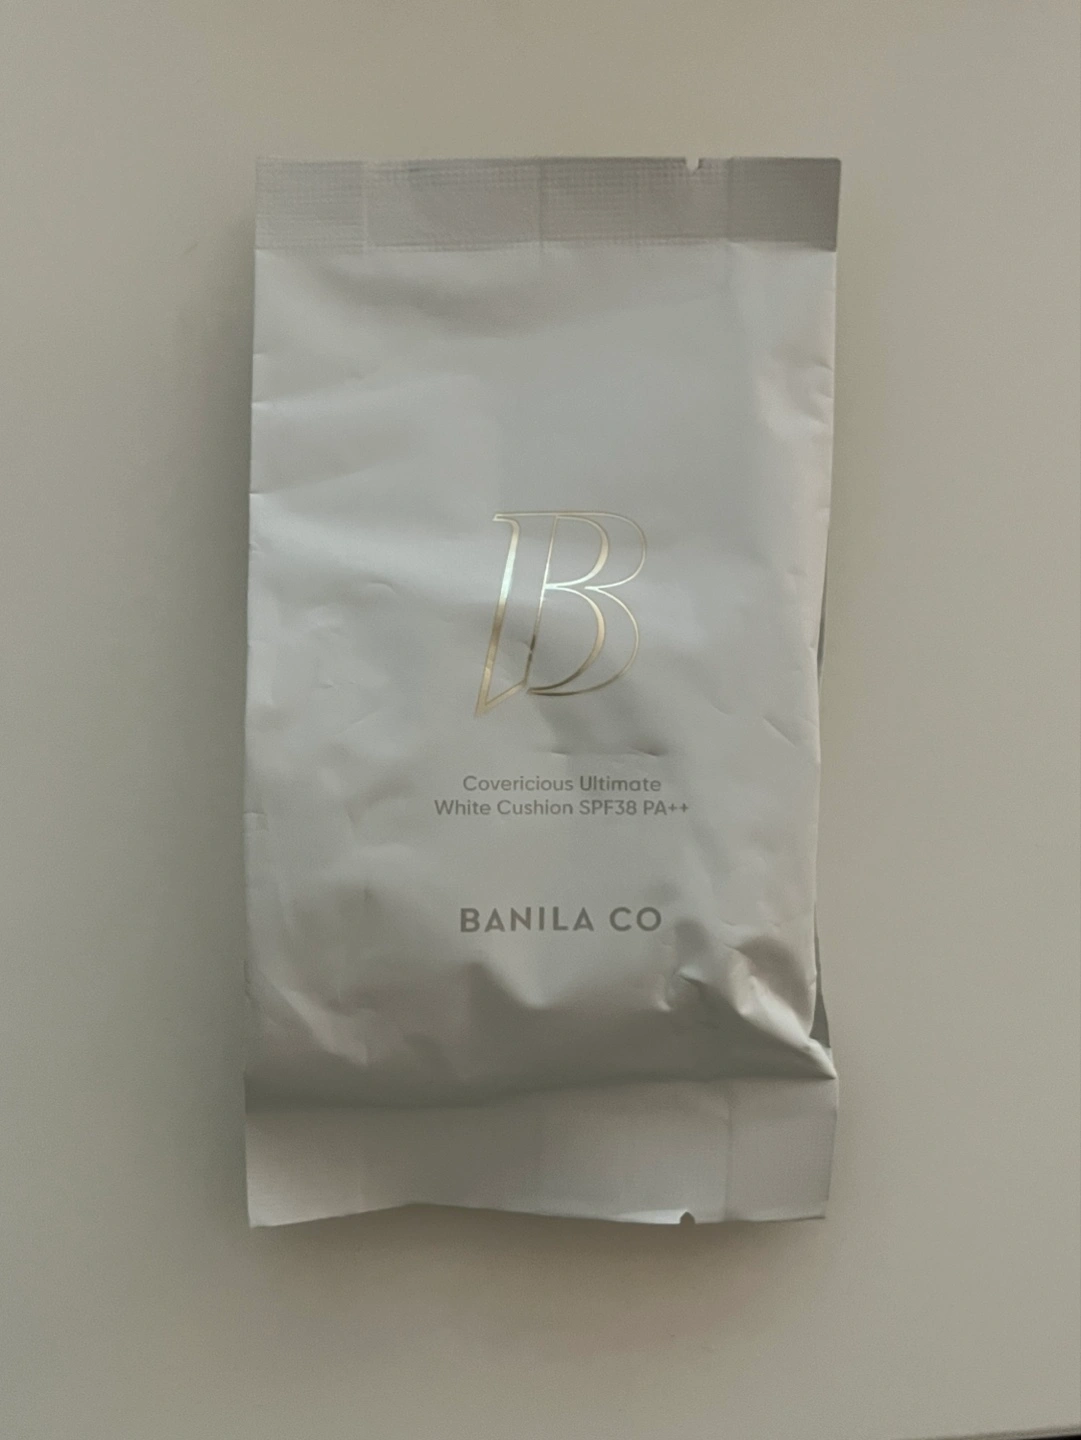 B
Covericious Ultimate
White Cushion SPF38 PA++
BANILA CO